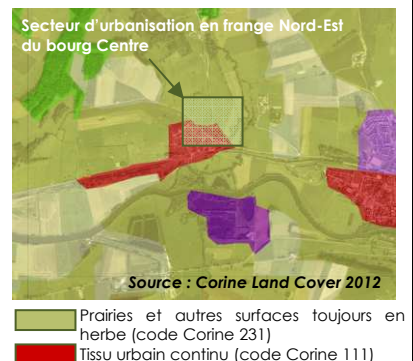 Secteur d'urbanisation en frange Nord-Est
du bourg Centre
Source : Corine Land Cover 2012
Prairies et autres surfaces toujours en
herbe (code Corine 231)
Tissu urbain continu (code Corine 111)